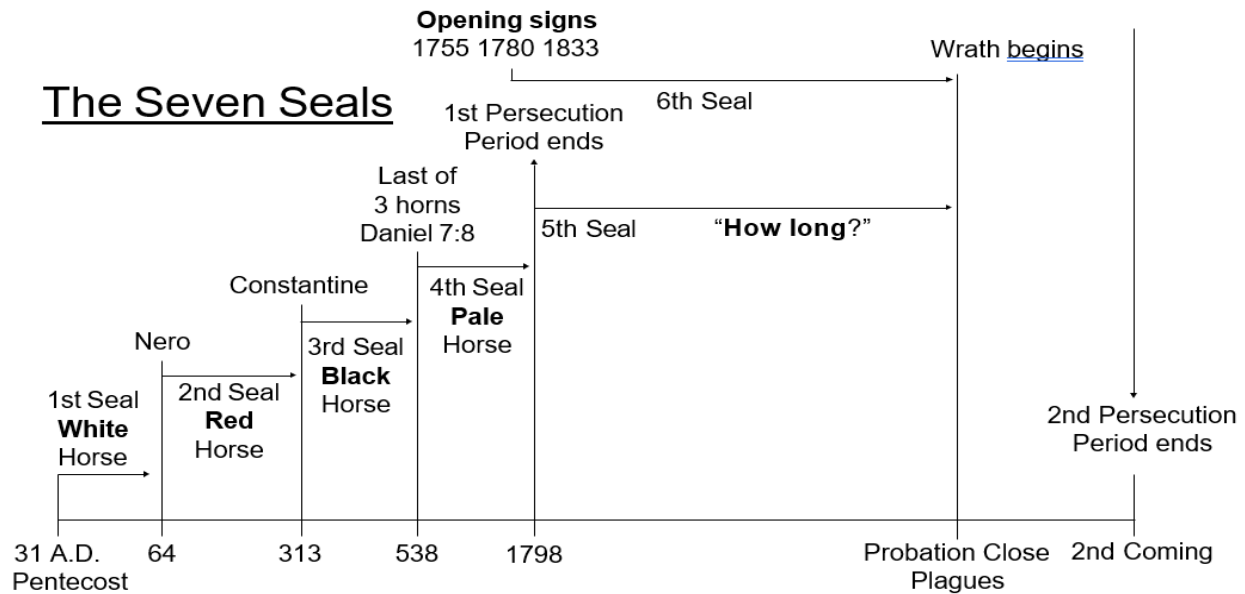 Opening signs
1755 1780 1833
Wrath begins
The Seven Seals
6th Seal
1st Persecution
Period ends
Last of
3 horns
Daniel 7:8
5th Seal
“How long?”
Constantine
4th Seal
Pale
Horse
Nero
3rd Seal
Black
Horse
1st Seal
White
Horse
2nd Seal
Red
Horse
2nd Persecution
Period ends
31 A.D.
Pentecost
64
313
538
1798
Probation Close
Plagues
2nd Coming